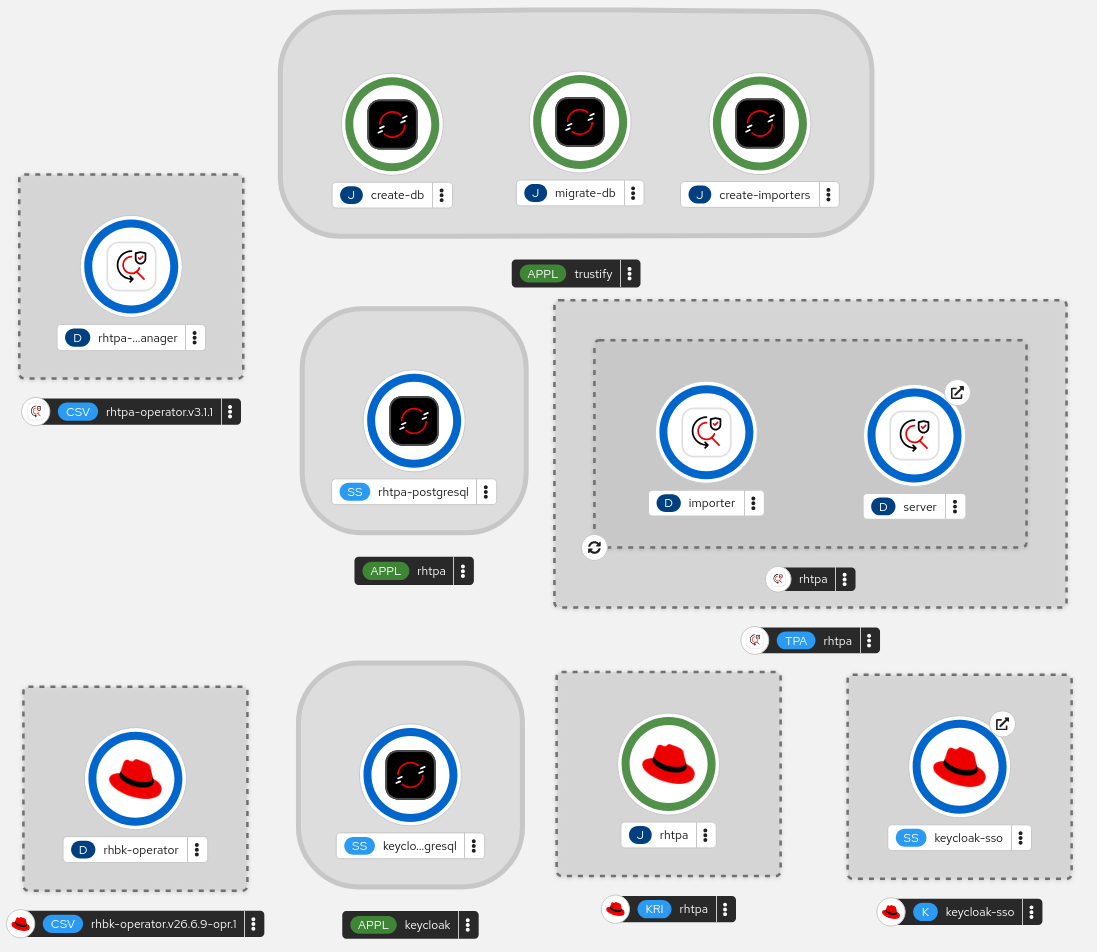 J create-db
J migrate-db
J create-importers
APPL trustify
D rhtpa-...anager
CSV rhtpa-operator.v3.1.1
SS rhtpa-postgresql
APPL rhtpa
D importer
D server
rhtpa
TPA rhtpa
D rhbk-operator
CSV rhbk-operator.v26.6.9-opr.1
SS keyclo...gresql
APPL keycloak
J rhtpa
KRI rhtpa
SS keycloak-sso
K keycloak-sso